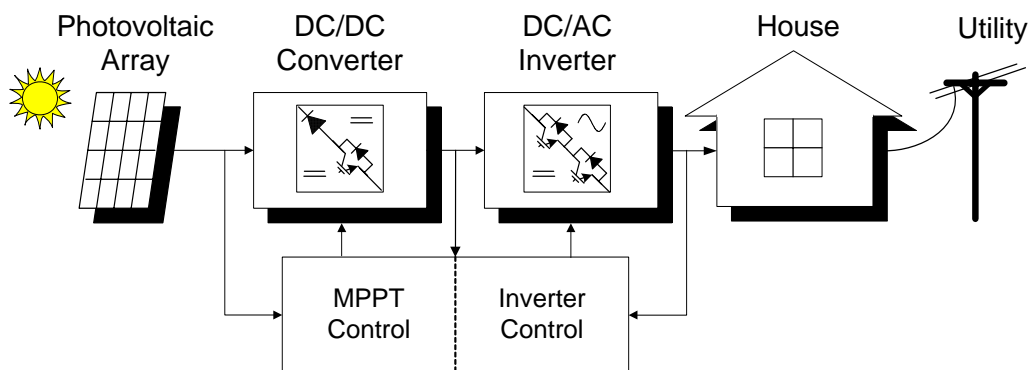 Photovoltaic
Array
DC/DC
Converter
DC/AC
Inverter
House
Utility
MPPT
Control
Inverter
Control